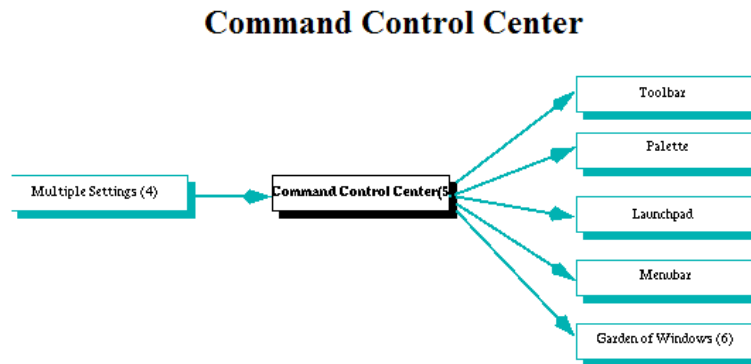 Command Control Center
Toolbar
Palette
Multiple Settings (4)
Command Control Center(5
Launchpad
Menubar
Garden of Windows (6)